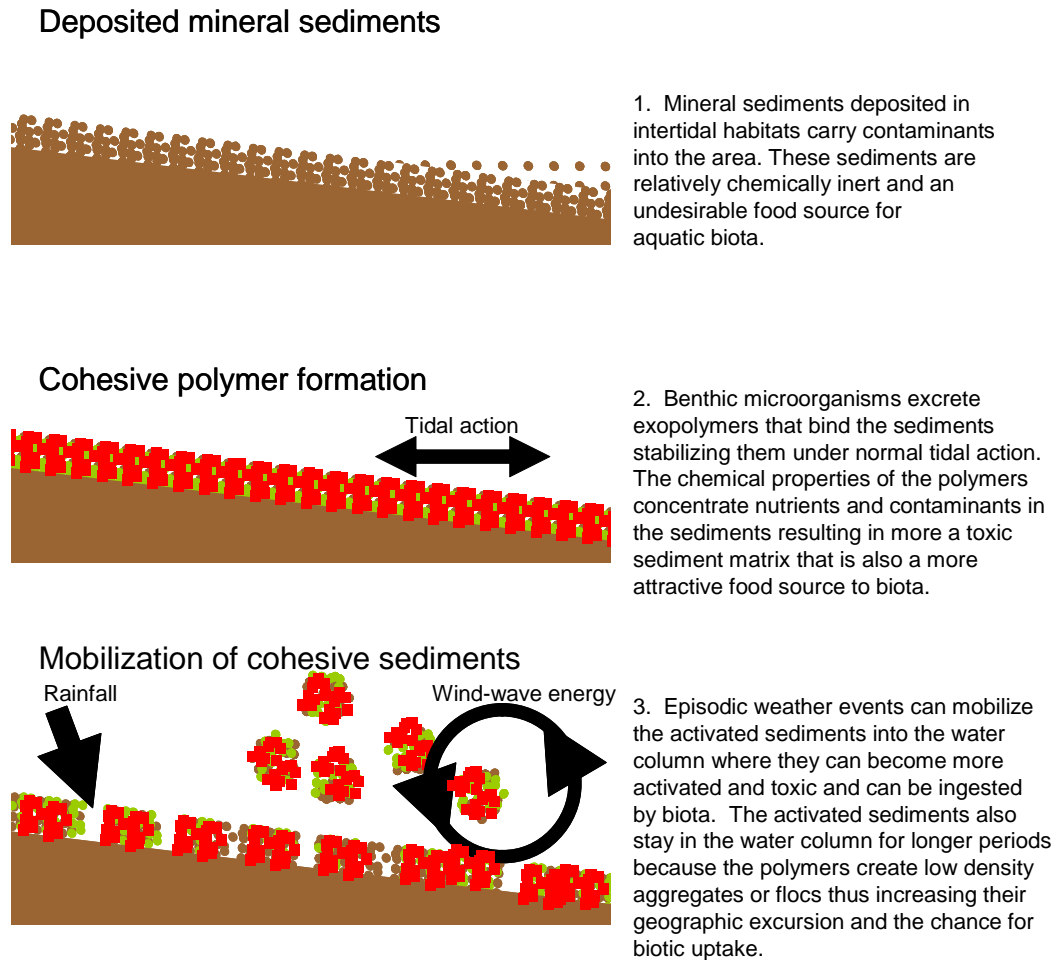 Deposited mineral sediments
1.  Mineral sediments deposited in
intertidal habitats carry contaminants
into the area. These sediments are
relatively chemically inert and an
undesirable food source for
aquatic biota.
Cohesive polymer formation
Tidal action
2.  Benthic microorganisms excrete
exopolymers that bind the sediments
stabilizing them under normal tidal action.
The chemical properties of the polymers
concentrate nutrients and contaminants in
the sediments resulting in more a toxic
sediment matrix that is also a more
attractive food source to biota.
Mobilization of cohesive sediments
Rainfall
Wind-wave energy
3.  Episodic weather events can mobilize
the activated sediments into the water
column where they can become more
activated and toxic and can be ingested
by biota.  The activated sediments also
stay in the water column for longer periods
because the polymers create low density
aggregates or flocs thus increasing their
geographic excursion and the chance for
biotic uptake.